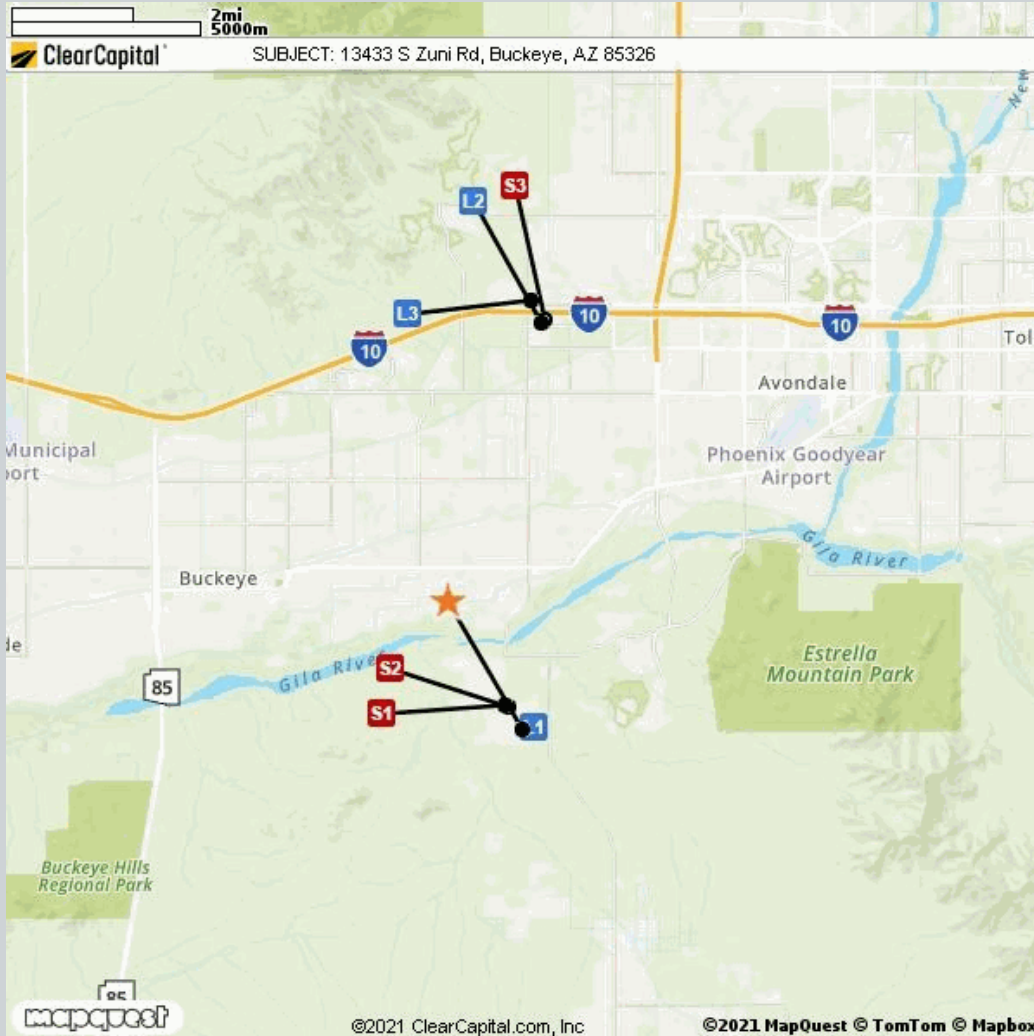 2mi
5000m
ClearCapital
SUBJECT: 13433 S Zuni Rd, Buckeye, AZ 85326
S3
L2
L3
10
10
10
Avondale
Municipal
Phoenix Goodyear
Airport
Gila River
Buckeye
S2
Gila River
85
S1
L1
Estrella
Mountain Park
Buckeye Hills
Regional Park
85
mapquest
©2021 ClearCapital.com, Inc
©2021 MapQuest © TomTom © Mapbox